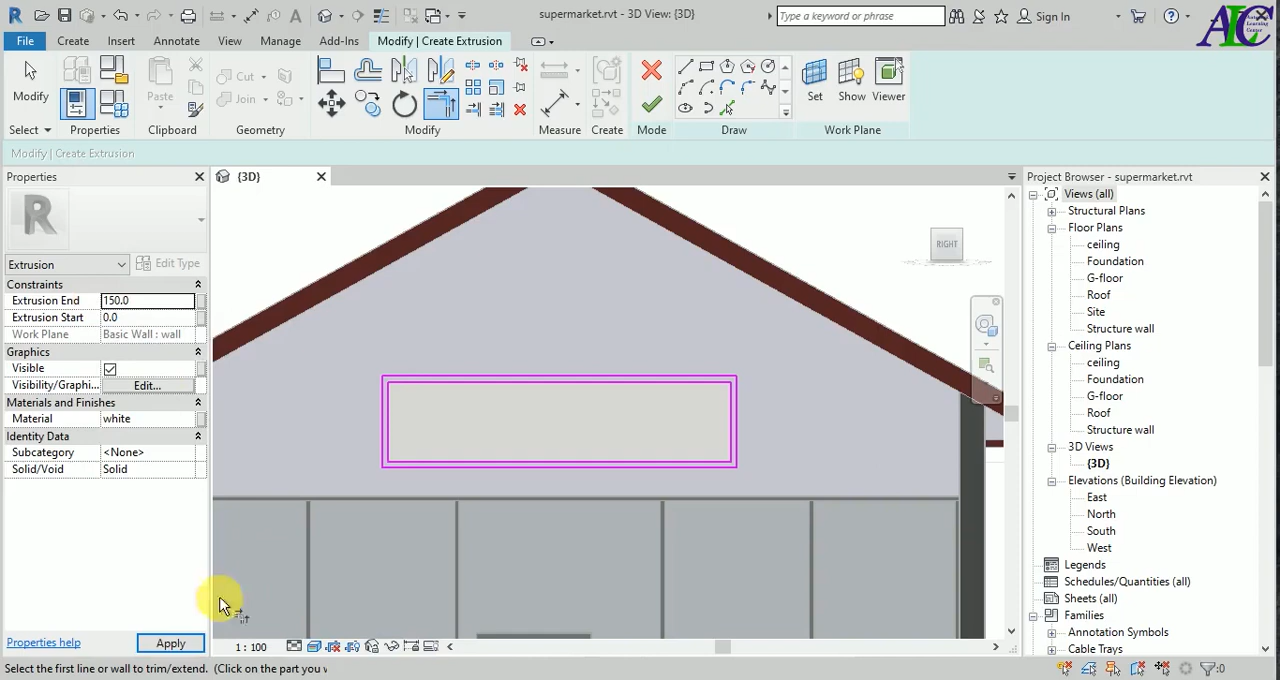 supermarket.rvt - 3D View: {3D}
Type a keyword or phrase
Sign In
ALC
File
Create
Insert
Annotate
View
Manage
Add-Ins
Modify | Create Extrusion
Modify
Paste
Cut
Join
Set
Show
Viewer
Select
Properties
Clipboard
Geometry
Modify
Measure
Create
Mode
Draw
Work Plane
Modify | Create Extrusion
Properties
{3D}
Project Browser - supermarket.rvt
R
Extrusion
Edit Type
Constraints
Extrusion End 150.0
Extrusion Start 0.0
Work Plane Basic Wall : wall
Graphics
Visible
Visibility/Graphi... Edit...
Materials and Finishes
Material white
Identity Data
Subcategory <None>
Solid/Void Solid
Properties help
Apply
RIGHT
Views (all)
Structural Plans
Floor Plans
ceiling
Foundation
G-floor
Roof
Site
Structure wall
Ceiling Plans
ceiling
Foundation
G-floor
Roof
Structure wall
3D Views
{3D}
Elevations (Building Elevation)
East
North
South
West
Legends
Schedules/Quantities (all)
Sheets (all)
Families
Annotation Symbols
Cable Trays
1 : 100
Select the first line or wall to trim/extend. (Click on the part you v
:0